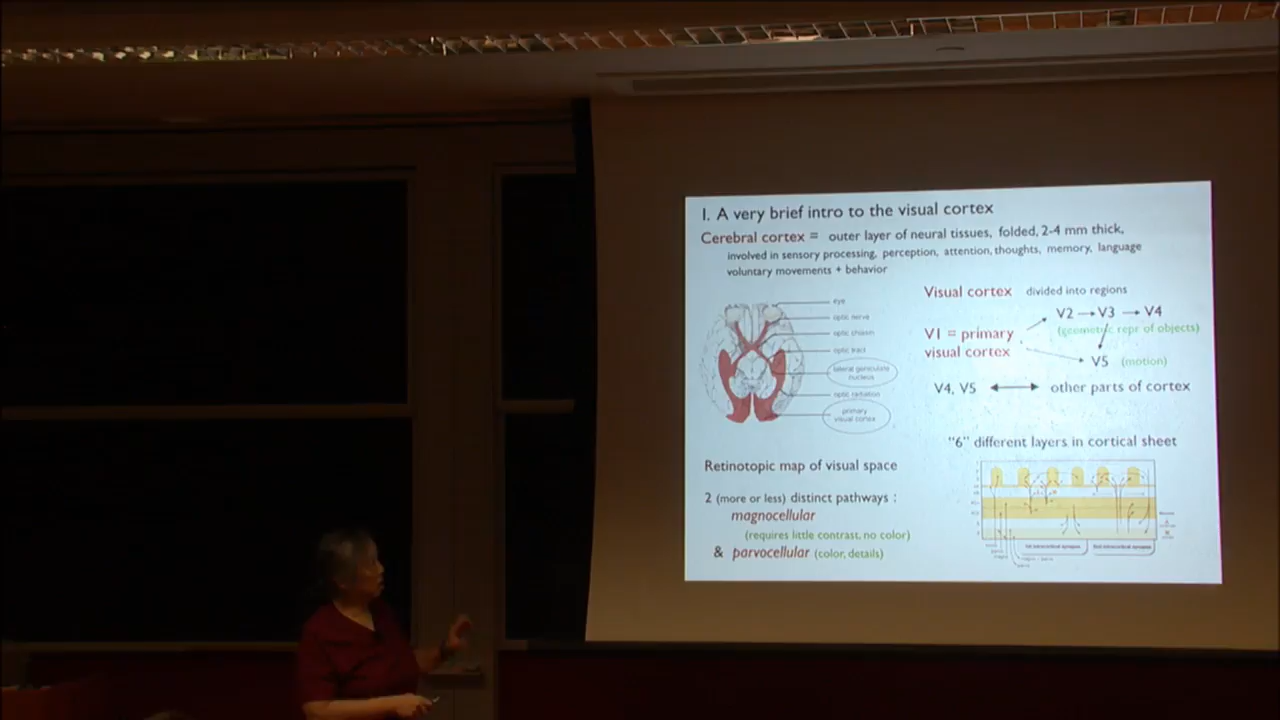 1. A very brief intro to the visual cortex
Cerebral cortex = outer layer of neural tissues, folded, 2-4 mm thick,
involved in sensory processing, perception, attention, thoughts, memory, language
voluntary movements + behavior
eye
optic nerve
optic chiasm
optic tract
lateral geniculate
nucleus
optic radiation
primary
visual cortex
Visual cortex divided into regions
V2 → V3 → V4
(geometric repr of objects)
V1 = primary
visual cortex
V5 (motion)
V4, V5 ↔ other parts of cortex
"6" different layers in cortical sheet
Retinotopic map of visual space
2 (more or less) distinct pathways :
magnocellular
(requires little contrast, no color)
& parvocellular (color, details)